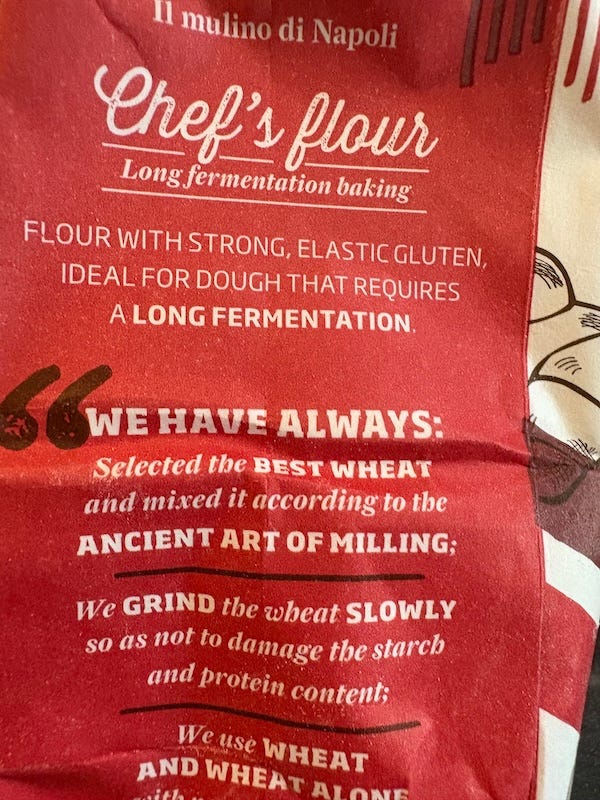 Il mulino di Napoli
Chef's flour
Long fermentation baking
FLOUR WITH STRONG, ELASTIC GLUTEN,
IDEAL FOR DOUGH THAT REQUIRES
A LONG FERMENTATION.
“WE HAVE ALWAYS:
Selected the BEST WHEAT
and mixed it according to the
ANCIENT ART OF MILLING;
We GRIND the wheat SLOWLY
so as not to damage the starch
and protein content;
We use WHEAT
AND WHEAT ALONE
with